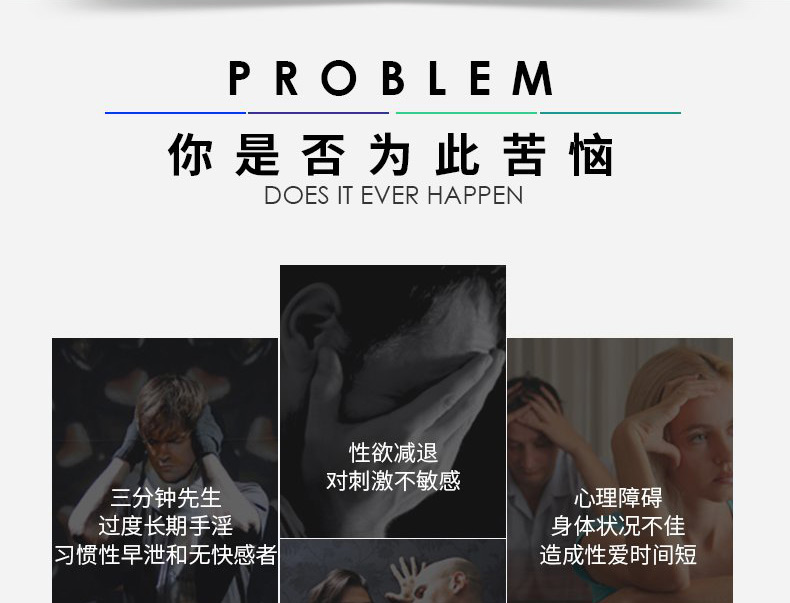 PROBLEM
你是否为此苦恼
DOES IT EVER HAPPEN
性欲减退
对刺激不敏感
三分钟先生
过度长期手淫
习惯性早泄和无快感者
心理障碍
身体状况不佳
造成性爱时间短